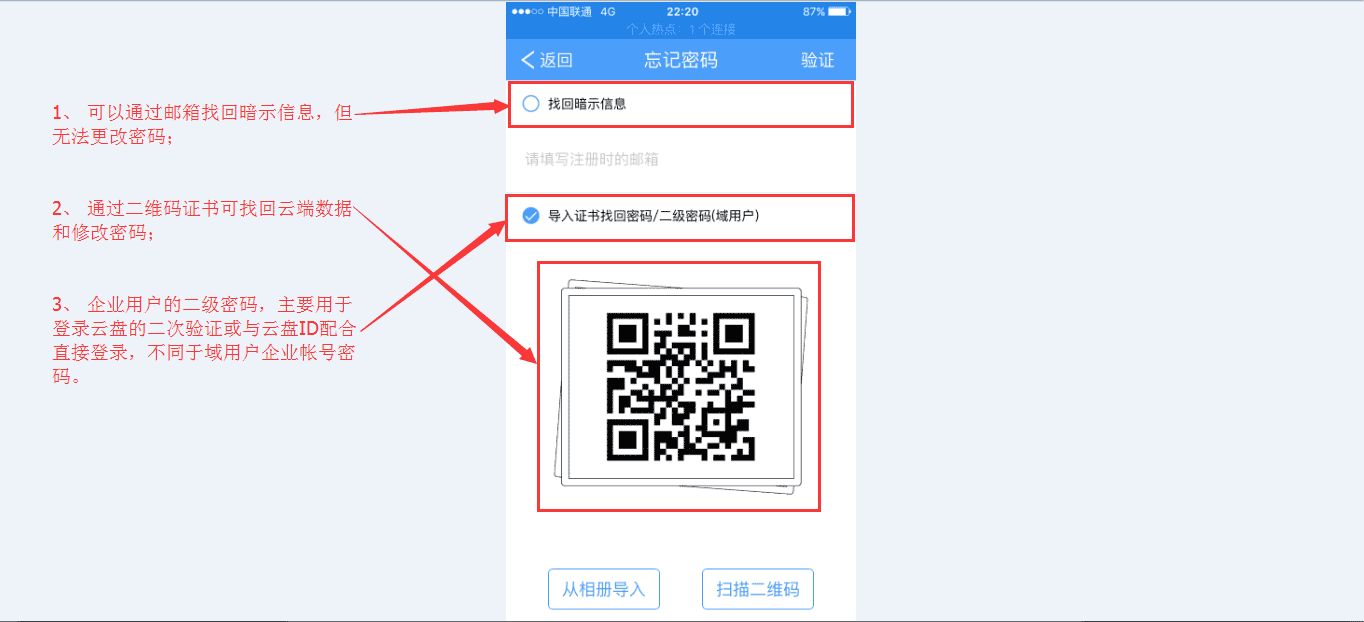 中国联通 4G 22:20 87%
个人热点：1 个连接
返回 忘记密码 验证
找回暗示信息
请填写注册时的邮箱
导入证书找回密码/二级密码(域用户)
从相册导入 扫描二维码
1、 可以通过邮箱找回暗示信息，但
无法更改密码；
2、 通过二维码证书可找回云端数据
和修改密码；
3、 企业用户的二级密码，主要用于
登录云盘的二次验证或与云盘ID配合
直接登录，不同于域用户企业帐号密
码。